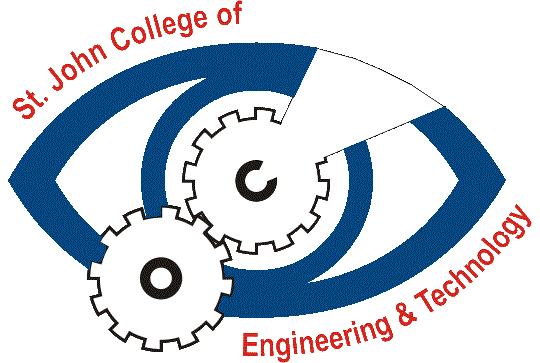 St. John College of
Engineering & Technology